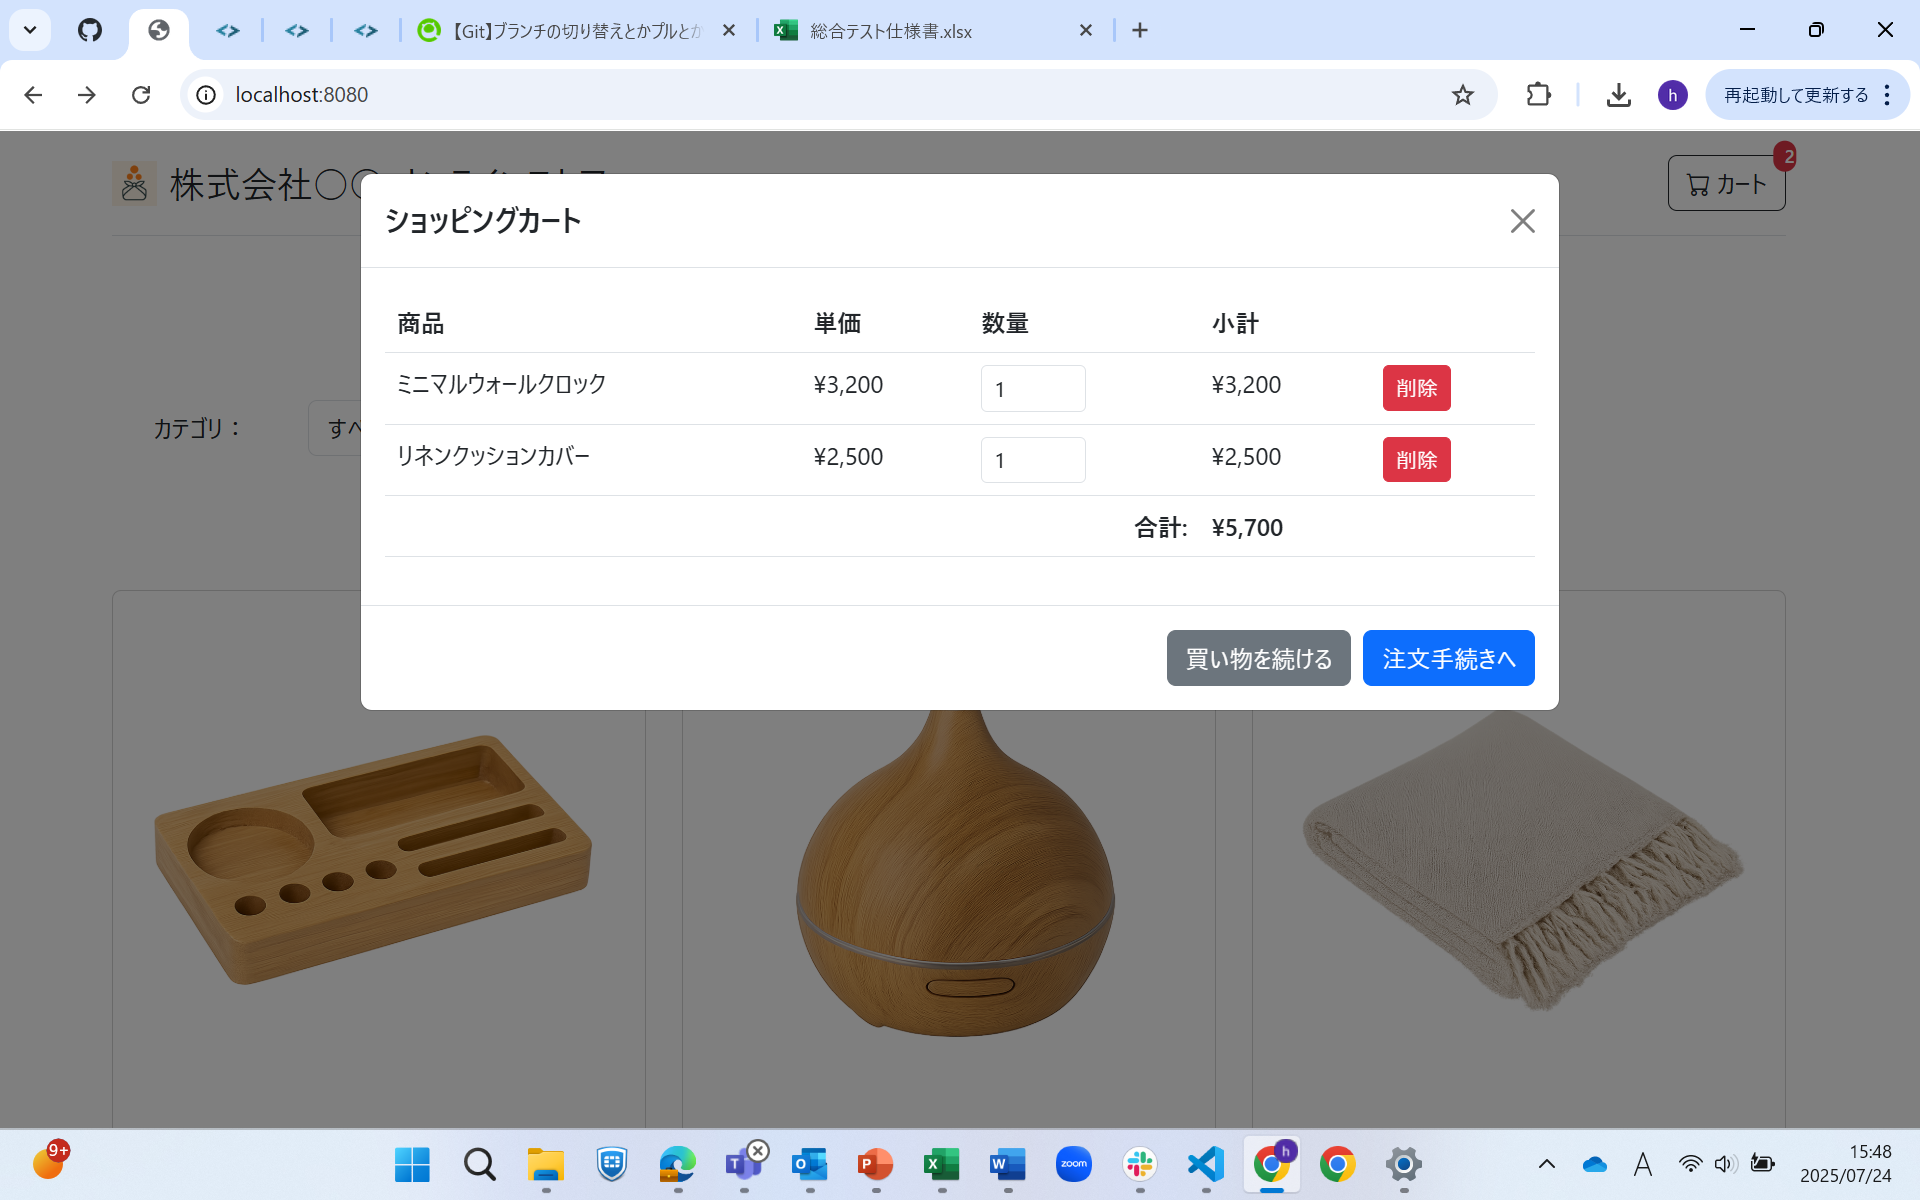 【Git】ブランチの切り替えとかプルとか
総合テスト仕様書.xlsx
localhost:8080
h
再起動して更新する
株式会社〇〇
カート
2
ショッピングカート
商品 単価 数量 小計
ミニマルウォールクロック ¥3,200 1 ¥3,200 削除
リネンクッションカバー ¥2,500 1 ¥2,500 削除
合計: ¥5,700
カテゴリ：
すべ
買い物を続ける
注文手続きへ
9+
zoom
h
A
15:48
2025/07/24